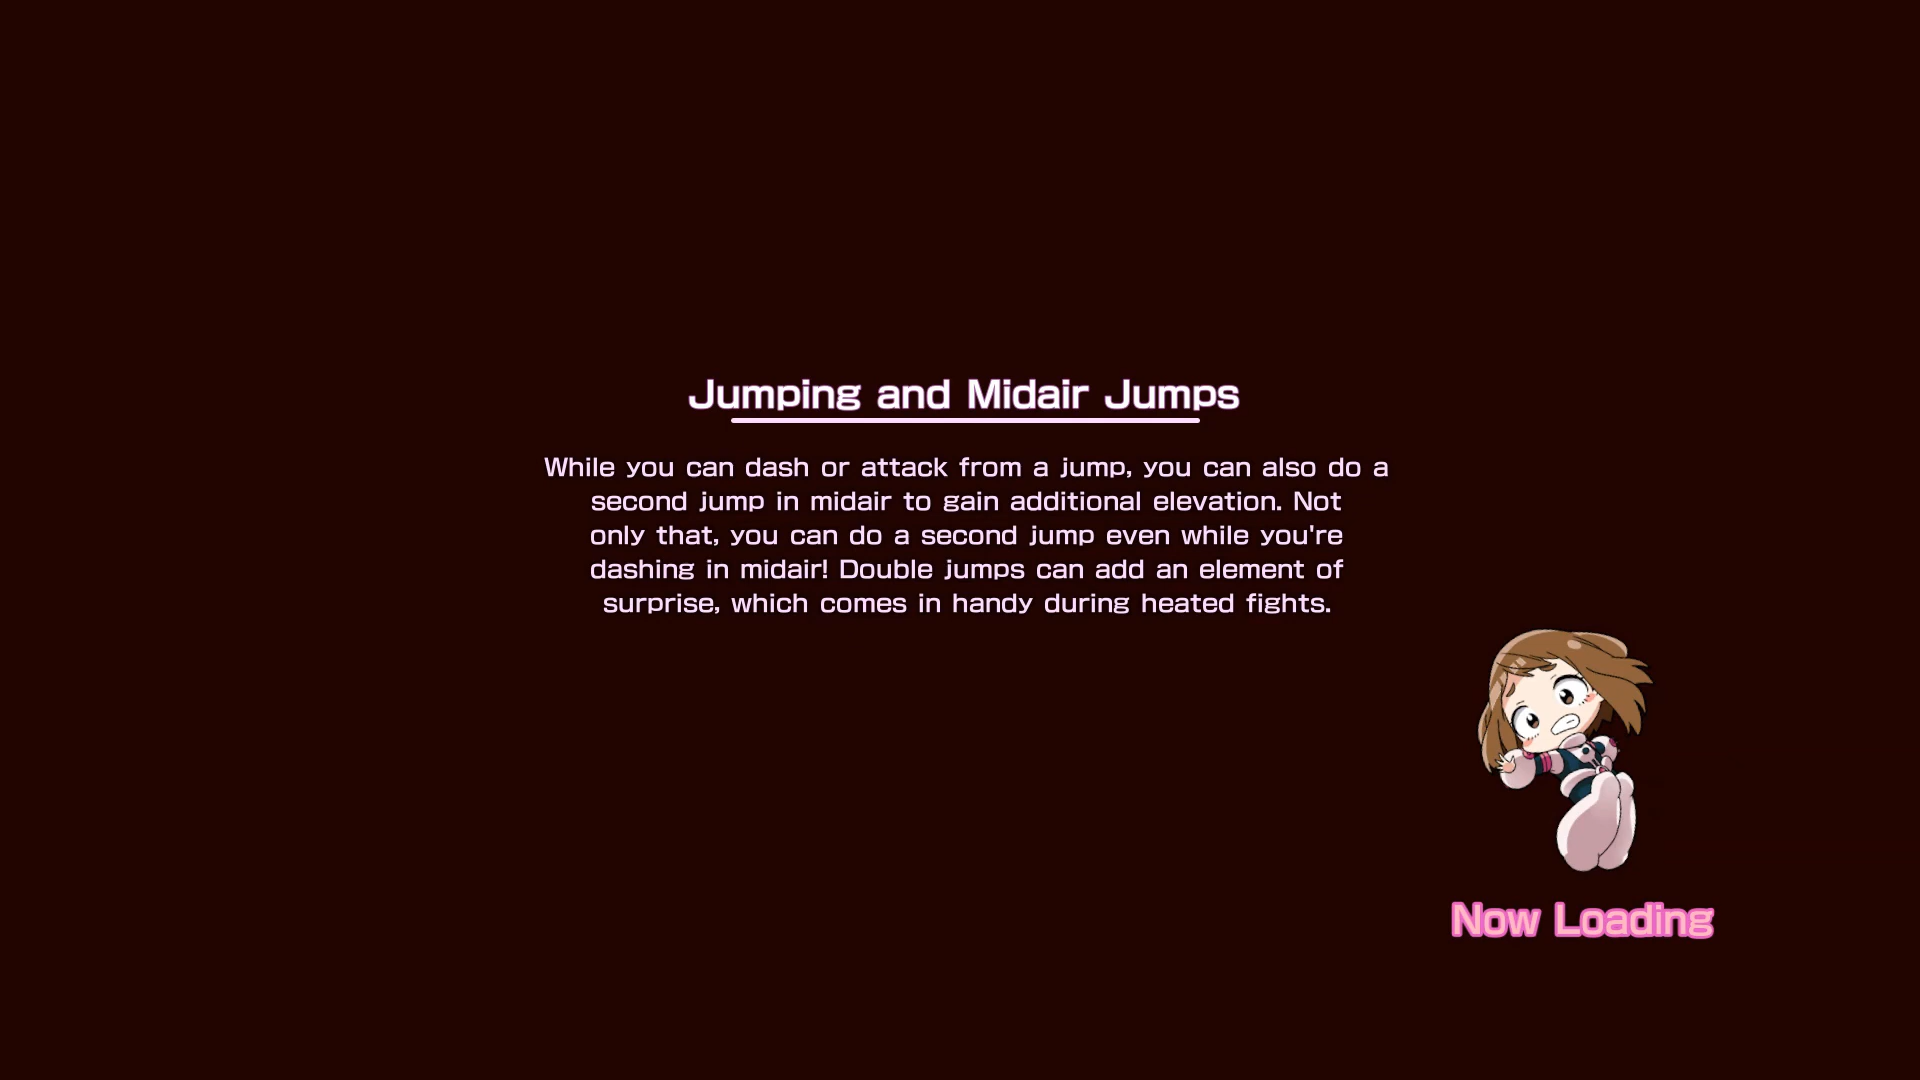 Jumping and Midair Jumps
While you can dash or attack from a jump, you can also do a
second jump in midair to gain additional elevation. Not
only that, you can do a second jump even while you're
dashing in midair! Double jumps can add an element of
surprise, which comes in handy during heated fights.
Now Loading